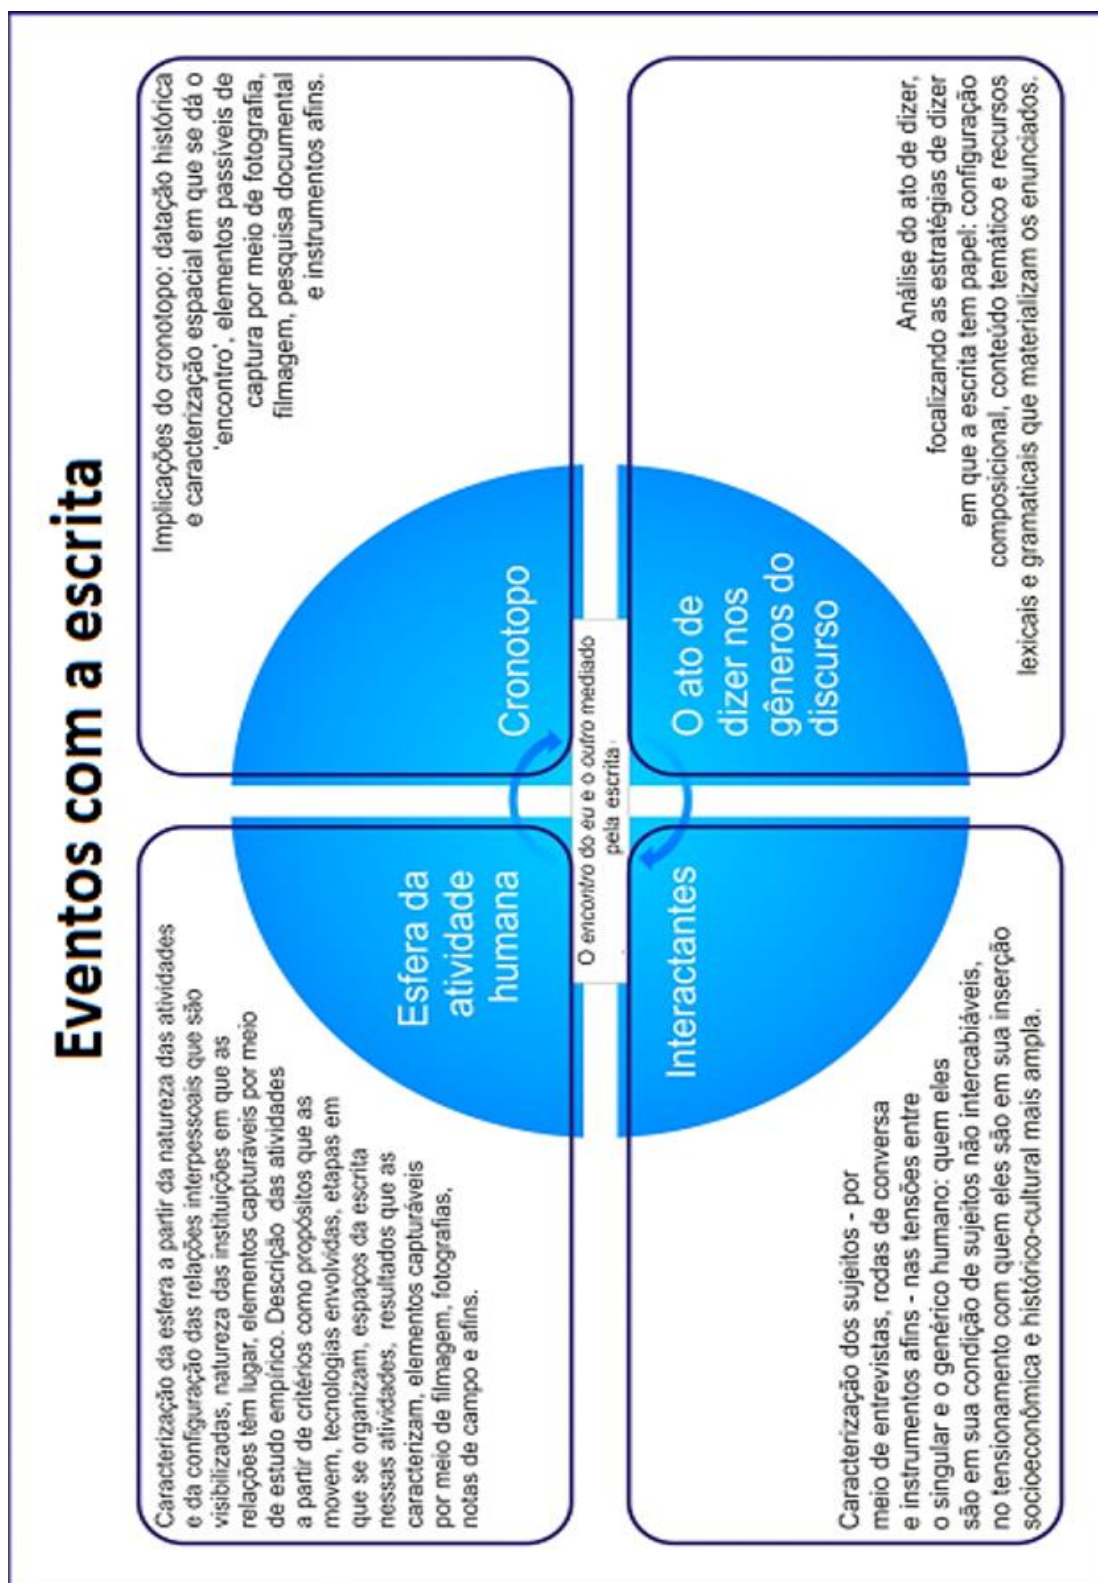 Eventos com a escrita
Caracterização da esfera a partir da natureza das atividades
e da configuração das relações interpessoais que são
visibilizadas, natureza das instituições em que as
relações têm lugar, elementos capturáveis por meio
de estudo empírico. Descrição das atividades
a partir de critérios como propósitos que as
movem, tecnologias envolvidas, etapas em
que se organizam, espaços da escrita
nessas atividades, resultados que as
caracterizam, elementos capturáveis
por meio de filmagem, fotografias,
notas de campo e afins.
Esfera da
atividade
humana
Implicações do cronotopo: datação histórica
e caracterização espacial em que se dá o
'encontro', elementos passíveis de
captura por meio de fotografia,
filmagem, pesquisa documental
e instrumentos afins.
Cronotopo
O encontro do eu e o outro mediado
pela escrita
Interactantes
Caracterização dos sujeitos - por
meio de entrevistas, rodas de conversa
e instrumentos afins - nas tensões entre
o singular e o genérico humano: quem eles
são em sua condição de sujeitos não intercabiáveis,
no tensionamento com quem eles são em sua inserção
socioeconômica e histórico-cultural mais ampla.
O ato de
dizer nos
gêneros do
discurso
Análise do ato de dizer,
focalizando as estratégias de dizer
em que a escrita tem papel: configuração
composicional, conteúdo temático e recursos
lexicais e gramaticais que materializam os enunciados.